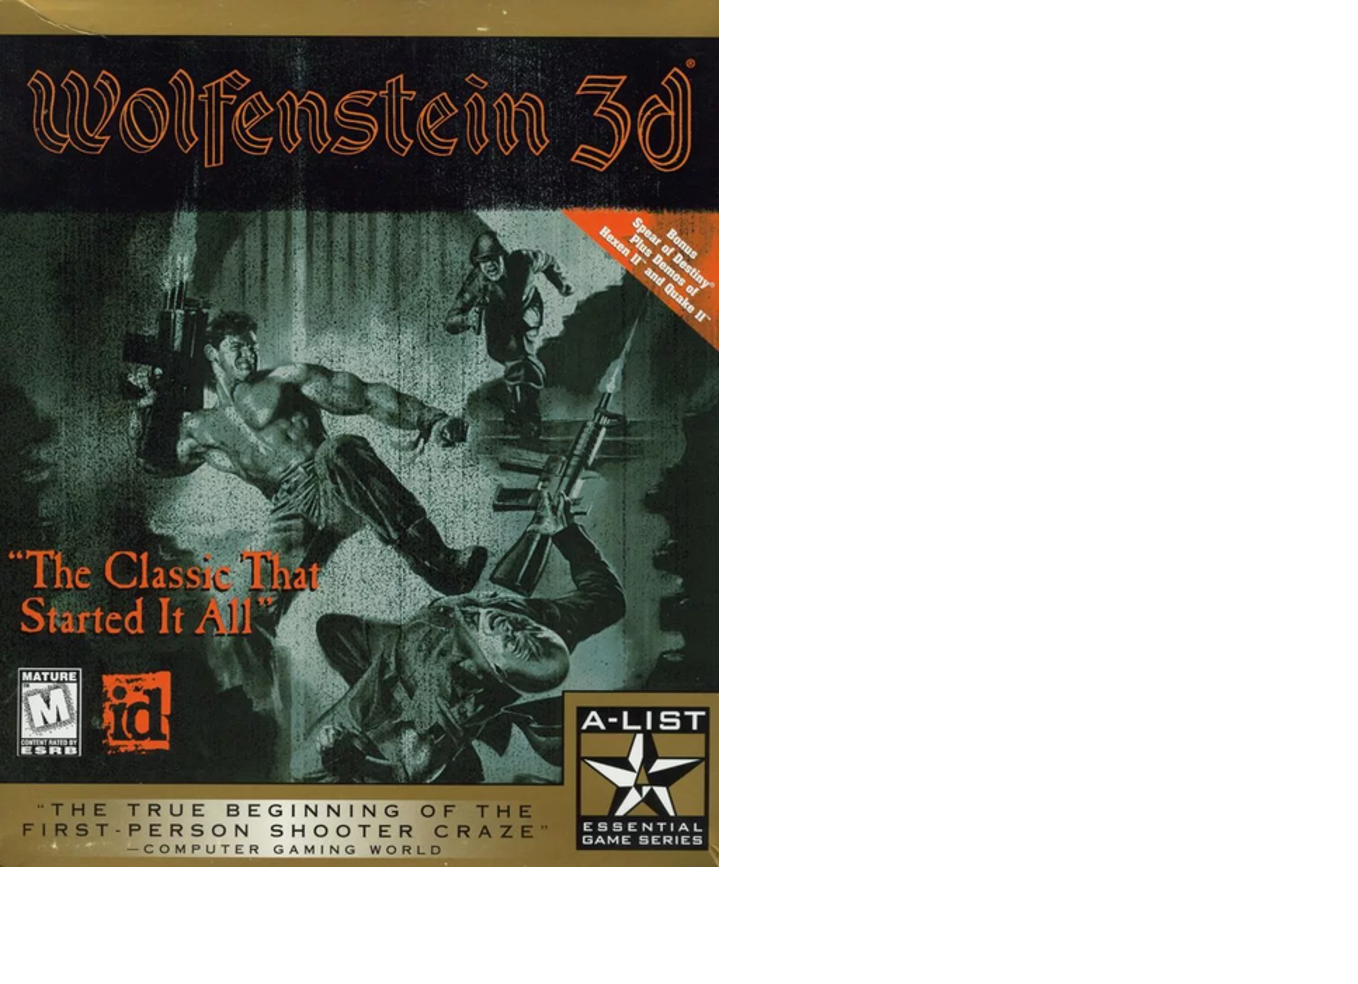 Wolfenstein 3d®
Bonus
Spear of Destiny®
Plus Demos of
Hexen II™ and Quake II™
“The Classic That
Started It All”
MATURE
M
CONTENT RATED BY
ESRB
id
A-LIST
ESSENTIAL
GAME SERIES
“THE TRUE BEGINNING OF THE
FIRST-PERSON SHOOTER CRAZE”
—COMPUTER GAMING WORLD